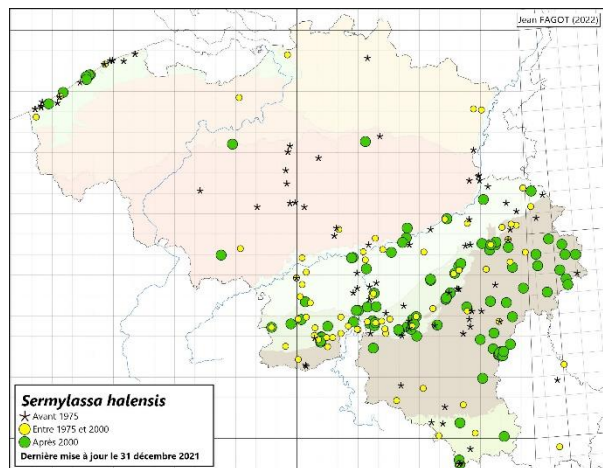 Jean FAGOT (2022)
Sermylassa halensis
Avant 1975
Entre 1975 et 2000
Après 2000
Dernière mise à jour le 31 décembre 2021